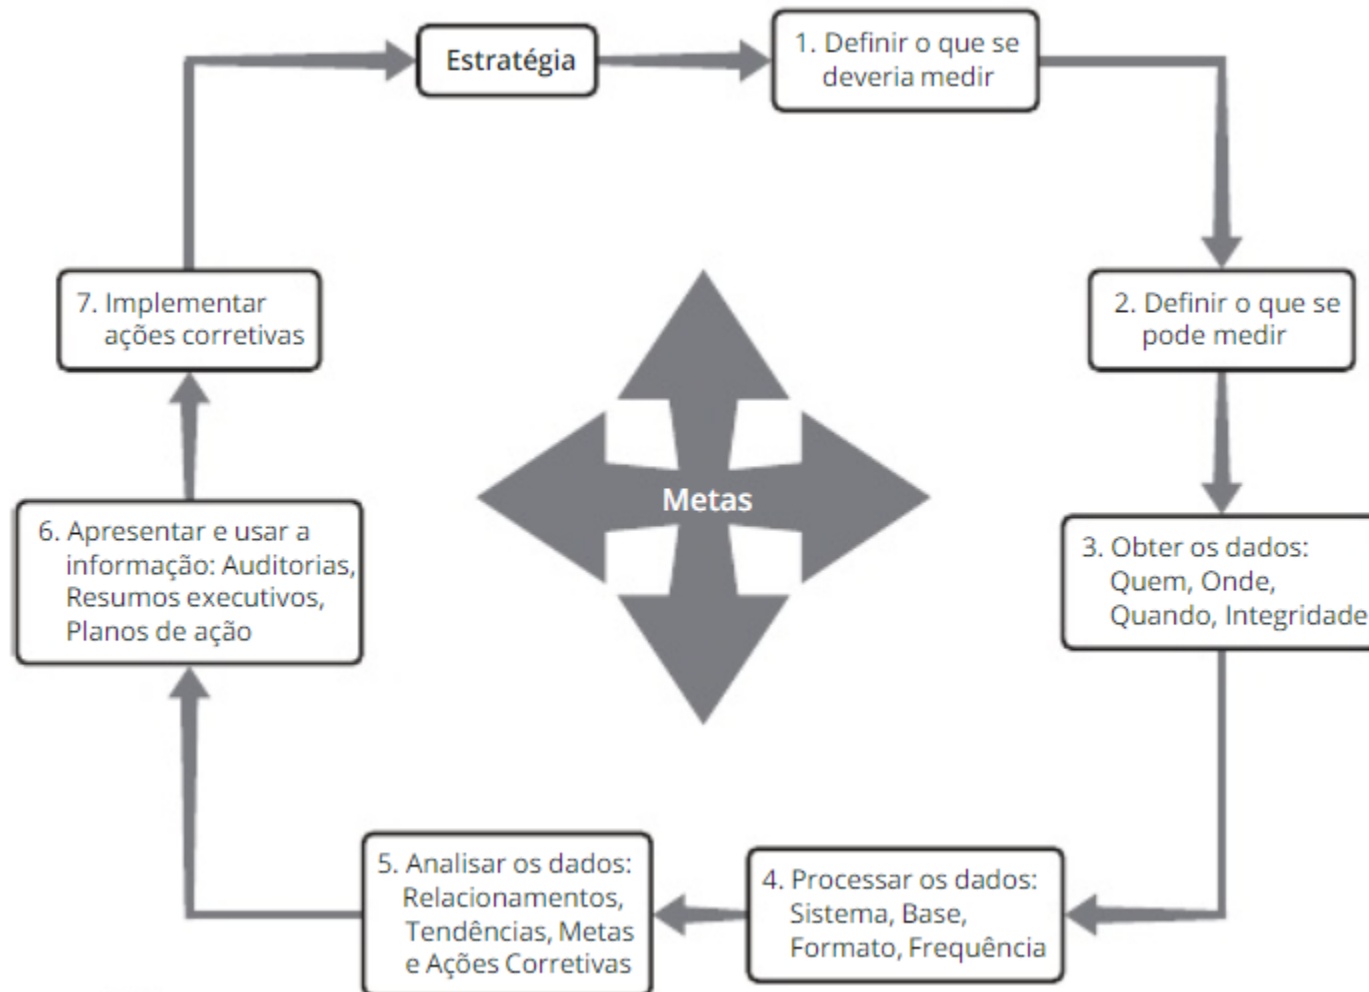 Estratégia
1. Definir o que se
deveria medir
2. Definir o que se
pode medir
3. Obter os dados:
Quem, Onde,
Quando, Integridade
4. Processar os dados:
Sistema, Base,
Formato, Frequência
5. Analisar os dados:
Relacionamentos,
Tendências, Metas
e Ações Corretivas
6. Apresentar e usar a
informação: Auditorias,
Resumos executivos,
Planos de ação
7. Implementar
ações corretivas
Metas